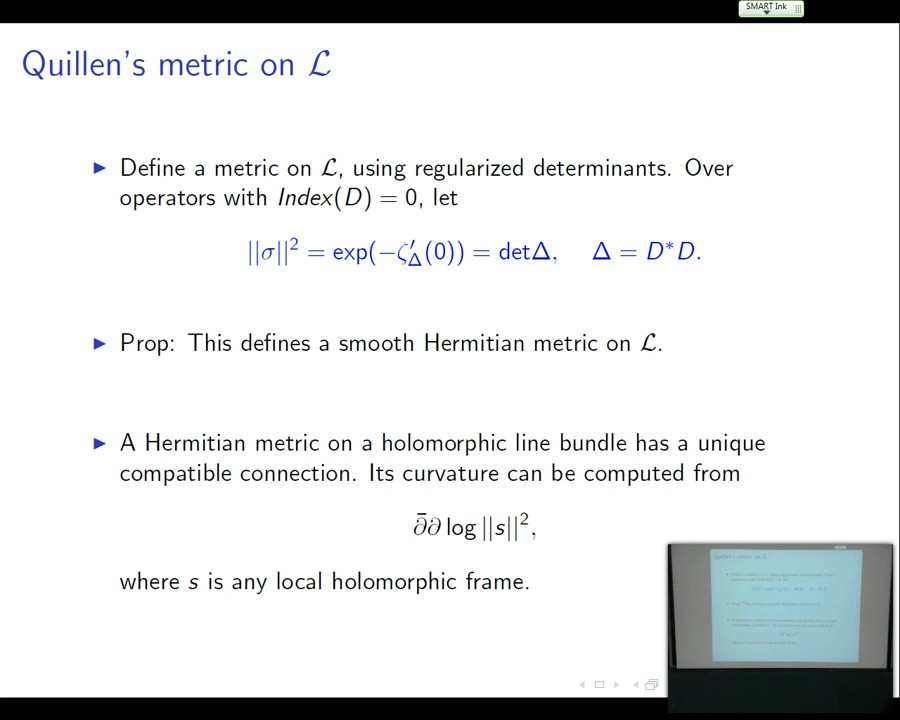 SMART Ink
Quillen's metric on ℒ
▶ Define a metric on ℒ, using regularized determinants. Over
operators with Index(D) = 0, let
||σ||² = exp(−ζ′_Δ(0)) = detΔ, Δ = D*D.
▶ Prop: This defines a smooth Hermitian metric on ℒ.
▶ A Hermitian metric on a holomorphic line bundle has a unique
compatible connection. Its curvature can be computed from
∂̄∂ log ||s||²,
where s is any local holomorphic frame.